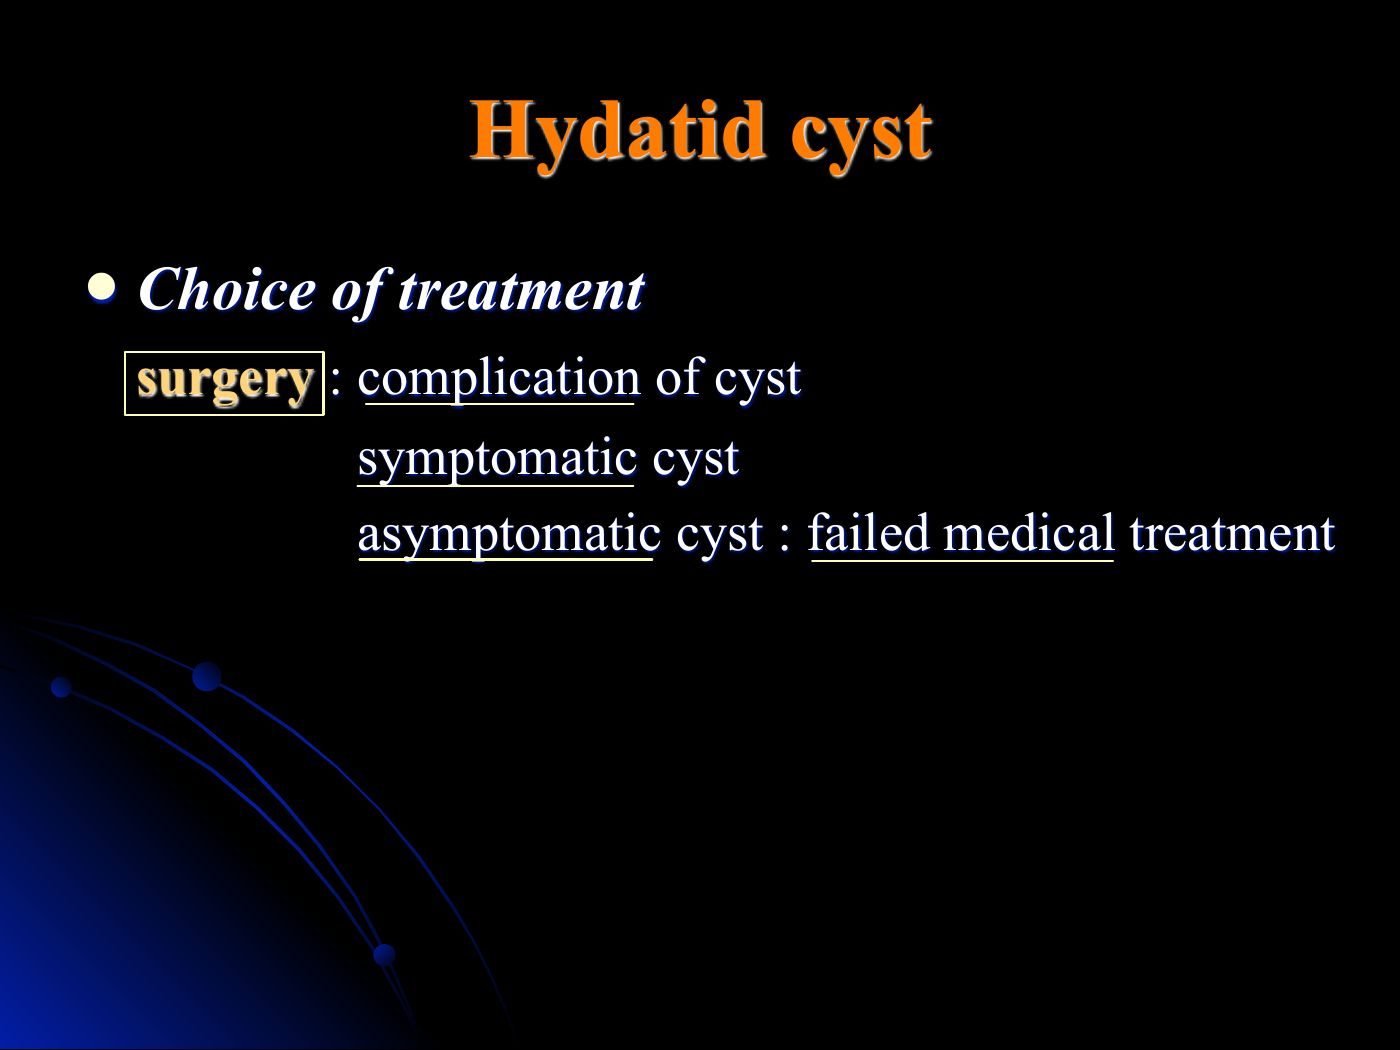 Hydatid cyst
Choice of treatment
surgery : complication of cyst
symptomatic cyst
asymptomatic cyst : failed medical treatment